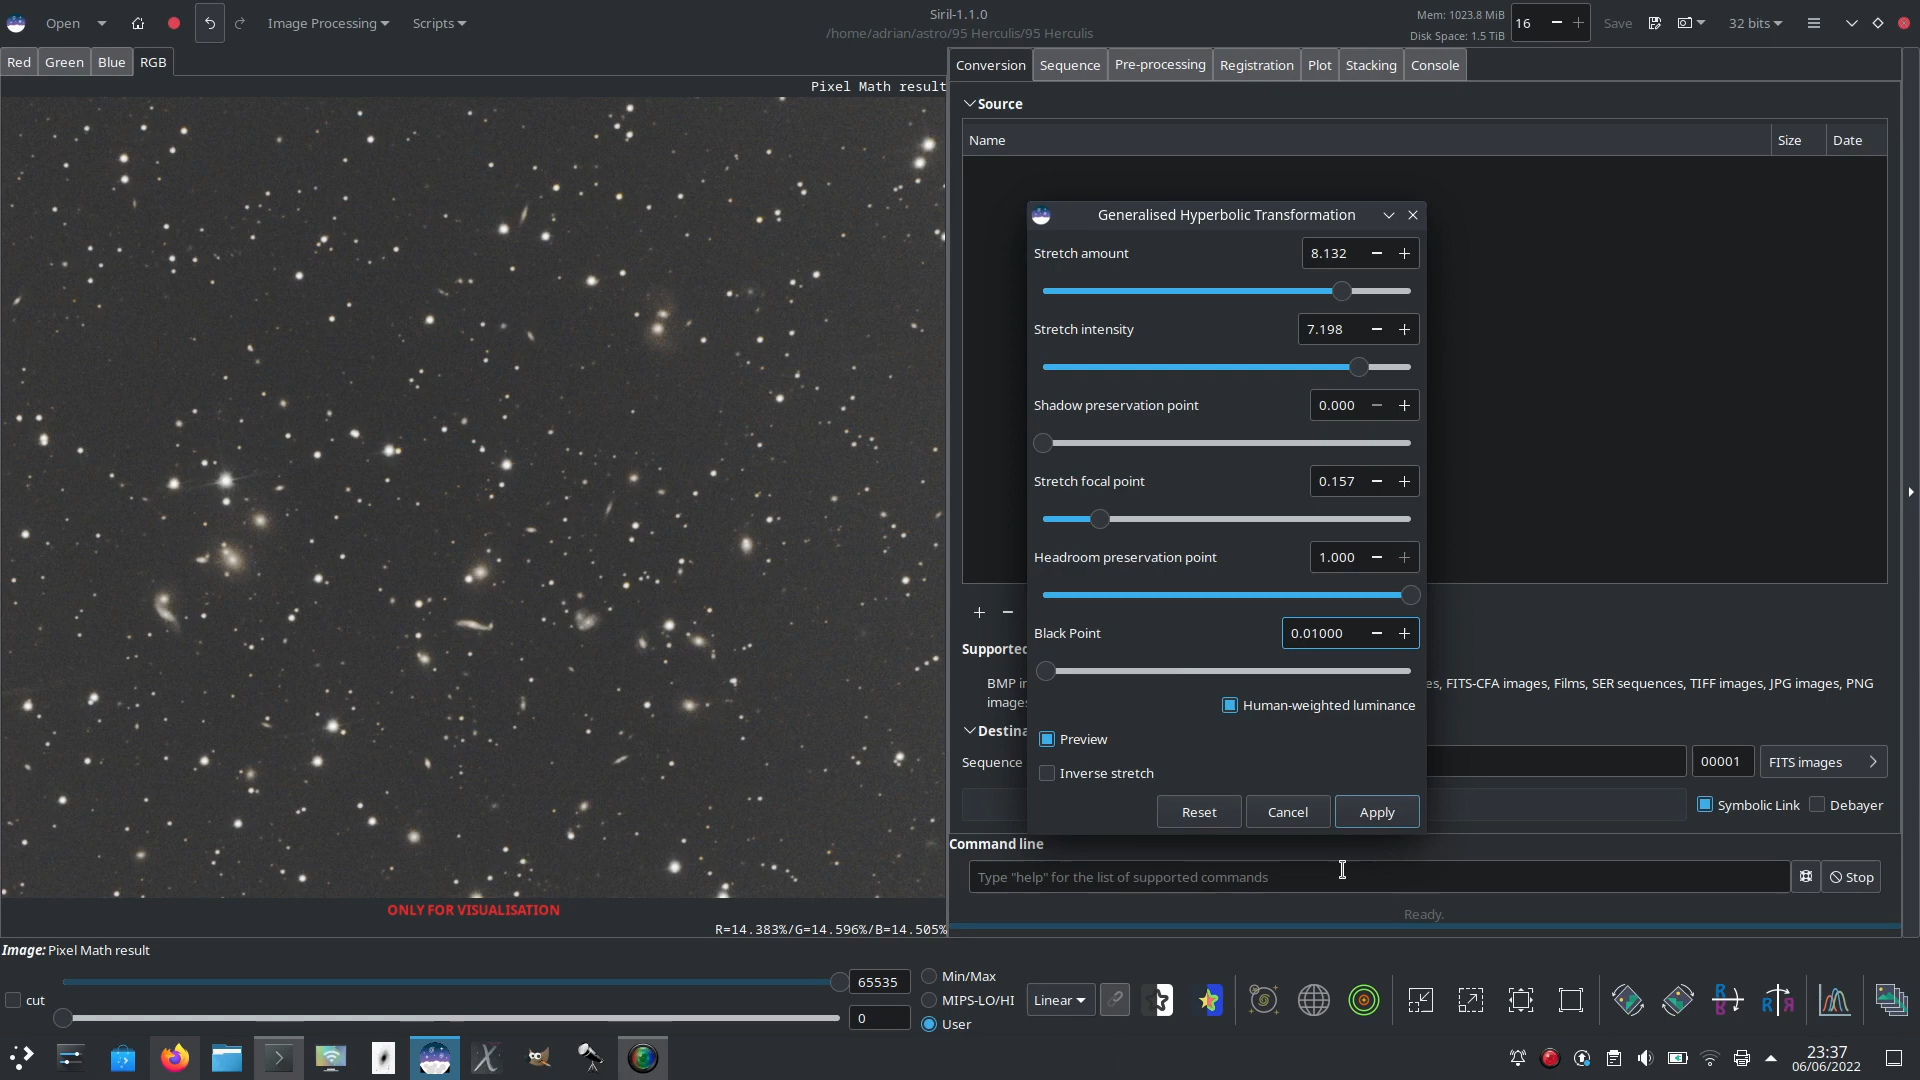 Open
Image Processing
Scripts
Siril-1.1.0
/home/adrian/astro/95 Herculis/95 Herculis
Mem: 1023.8 MiB
Disk Space: 1.5 TiB
16
Save
32 bits
Red
Green
Blue
RGB
Pixel Math result
Conversion
Sequence
Pre-processing
Registration
Plot
Stacking
Console
Source
Name
Size
Date
Generalised Hyperbolic Transformation
Stretch amount
8.132
Stretch intensity
7.198
Shadow preservation point
0.000
Stretch focal point
0.157
Headroom preservation point
1.000
Black Point
0.01000
Human-weighted luminance
Preview
Inverse stretch
Reset
Cancel
Apply
Supported
BMP i
es, FITS-CFA images, Films, SER sequences, TIFF images, JPG images, PNG
images
Destina
Sequence
00001
FITS images
Symbolic Link
Debayer
Command line
Type "help" for the list of supported commands
Stop
Ready.
ONLY FOR VISUALISATION
R=14.383%/G=14.596%/B=14.505%
Image: Pixel Math result
cut
65535
0
Min/Max
MIPS-LO/HI
User
Linear
23:37
06/06/2022